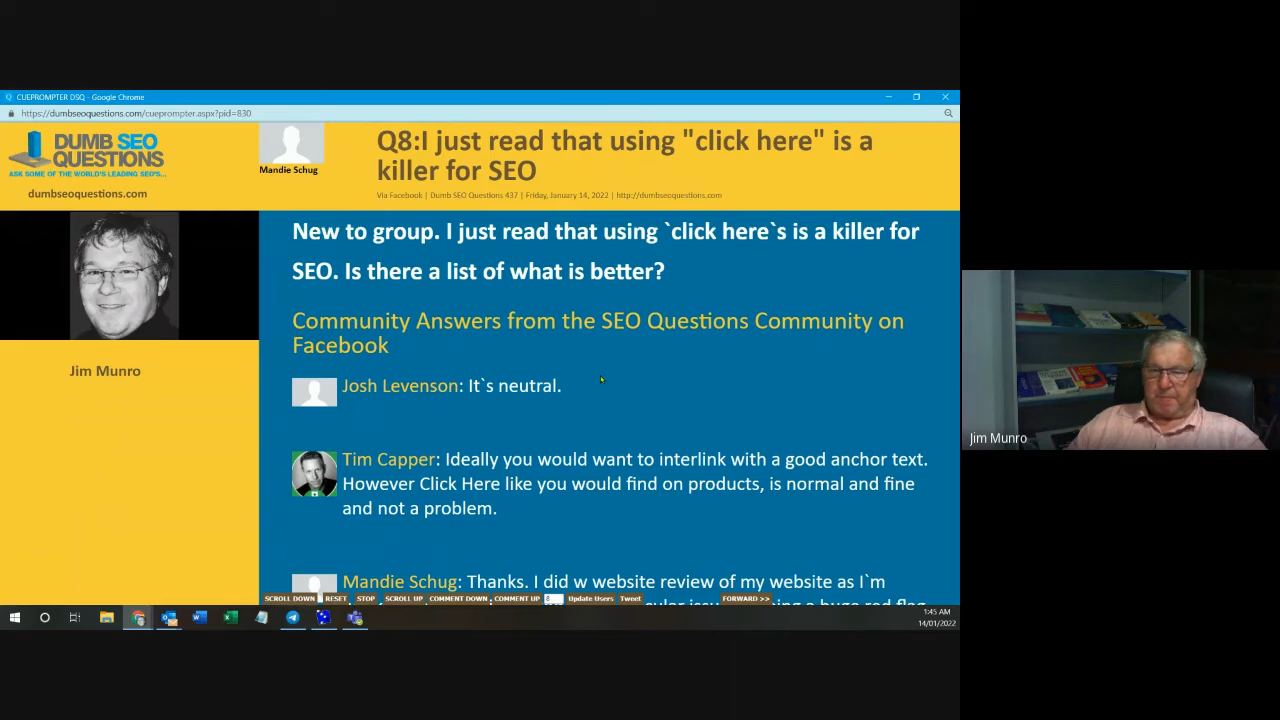 CUEPROMPTER DSQ - Google Chrome
https://dumbseoquestions.com/cueprompter.aspx?pid=830
DUMB SEO
QUESTIONS
ASK SOME OF THE WORLD'S LEADING SEO'S...
dumbseoquestions.com
Mandie Schug
Q8:I just read that using "click here" is a
killer for SEO
Via Facebook | Dumb SEO Questions 437 | Friday, January 14, 2022 | http://dumbseoquestions.com
Jim Munro
New to group. I just read that using `click here`s is a killer for
SEO. Is there a list of what is better?
Community Answers from the SEO Questions Community on
Facebook
Josh Levenson: It`s neutral.
Tim Capper: Ideally you would want to interlink with a good anchor text.
However Click Here like you would find on products, is normal and fine
and not a problem.
Mandie Schug: Thanks. I did w website review of my website as I`m
SCROLL DOWN RESET STOP SCROLL UP COMMENT DOWN COMMENT UP 8 Update Users Tweet FORWARD >>
1:45 AM
14/01/2022
Jim Munro